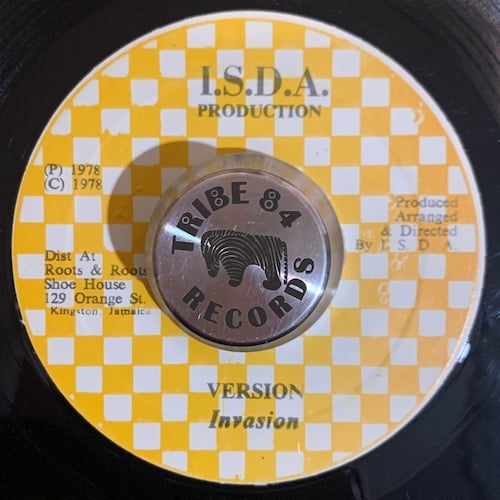 I.S.D.A.
PRODUCTION
(P) 1978
(C) 1978
Produced
Arranged
& Directed
By I. S. D. A.
TRIBE 84
RECORDS
Dist At
Roots & Roots
Shoe House
129 Orange St.
Kingston, Jamaica
VERSION
Invasion